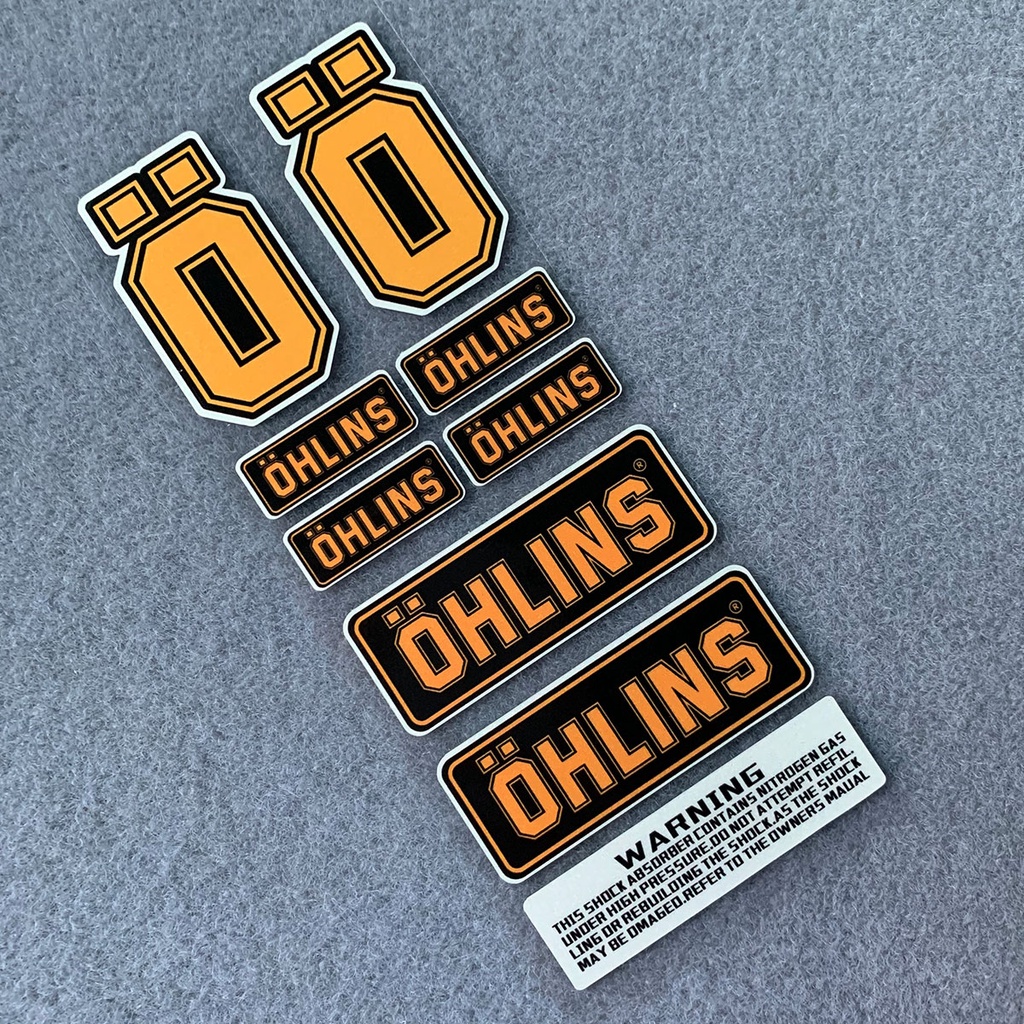 Ö
Ö
ÖHLINS
ÖHLINS
ÖHLINS
ÖHLINS
ÖHLINS®
ÖHLINS®
WARNING
THIS SHOCK ABSORBER CONTAINS NITROGEN GAS
UNDER HIGH PRESSURE.DO NOT ATTEMPT REFIL.
LING OR REBUILDING THE SHOCK.AS THE SHOCK
MAY BE DMAGED.REFER TO THE OWNERS MAUAL